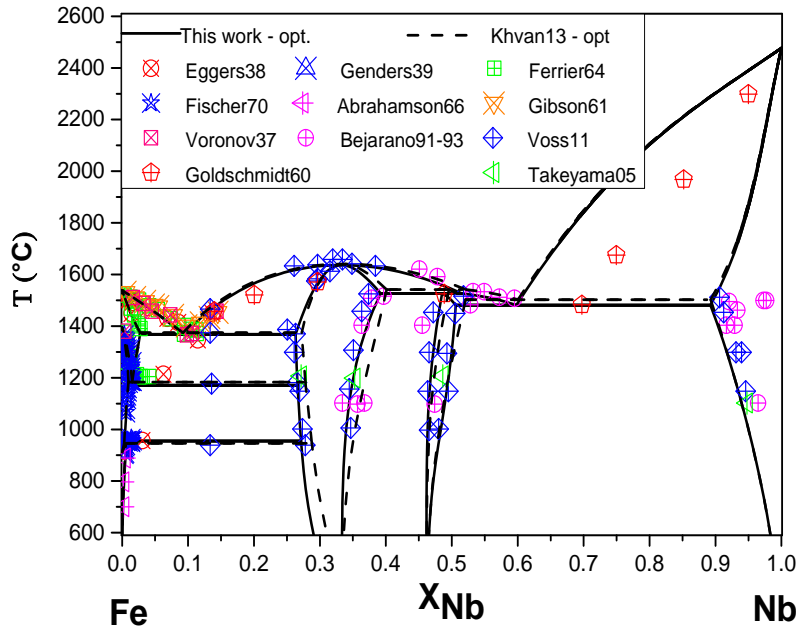 2600
2400
2200
2000
1800
1600
1400
1200
1000
800
600
T (°C)
This work - opt.
Khvan13 - opt
Eggers38
Genders39
Ferrier64
Fischer70
Abrahamson66
Gibson61
Voronov37
Bejarano91-93
Voss11
Goldschmidt60
Takeyama05
0.0 0.1 0.2 0.3 0.4 0.5 0.6 0.7 0.8 0.9 1.0
Fe XNb Nb